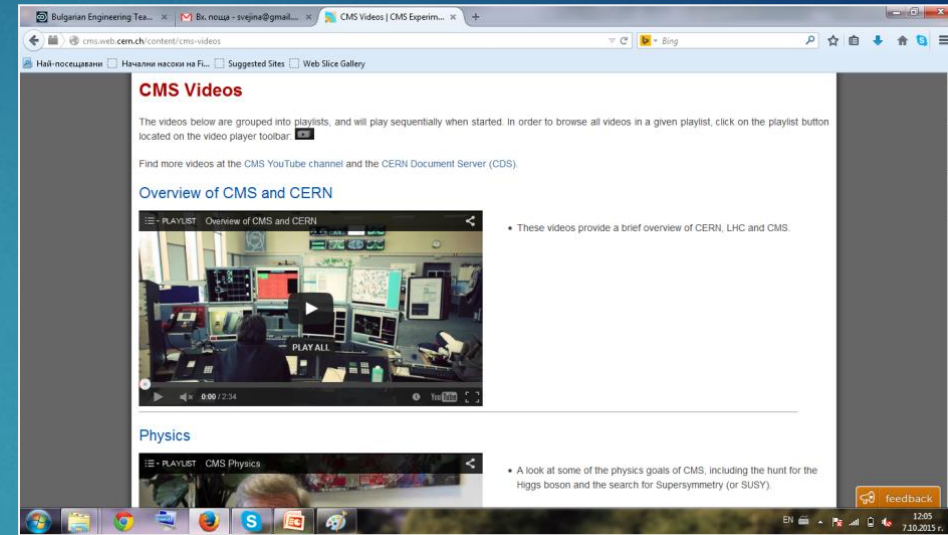 Bulgarian Engineering Tea...
Вх. поща - svejina@gmail....
CMS Videos | CMS Experim...
cms.web.cern.ch/content/cms-videos
Bing
Най-посещавани
Начални насоки на Fi...
Suggested Sites
Web Slice Gallery
CMS Videos
The videos below are grouped into playlists, and will play sequentially when started. In order to browse all videos in a given playlist, click on the playlist button
located on the video player toolbar:
Find more videos at the CMS YouTube channel and the CERN Document Server (CDS).
Overview of CMS and CERN
PLAYLIST Overview of CMS and CERN
PLAY ALL
0:00 / 2:34
YouTube
• These videos provide a brief overview of CERN, LHC and CMS.
Physics
PLAYLIST CMS Physics
• A look at some of the physics goals of CMS, including the hunt for the
Higgs boson and the search for Supersymmetry (or SUSY).
feedback
EN
12:05
7.10.2015 г.